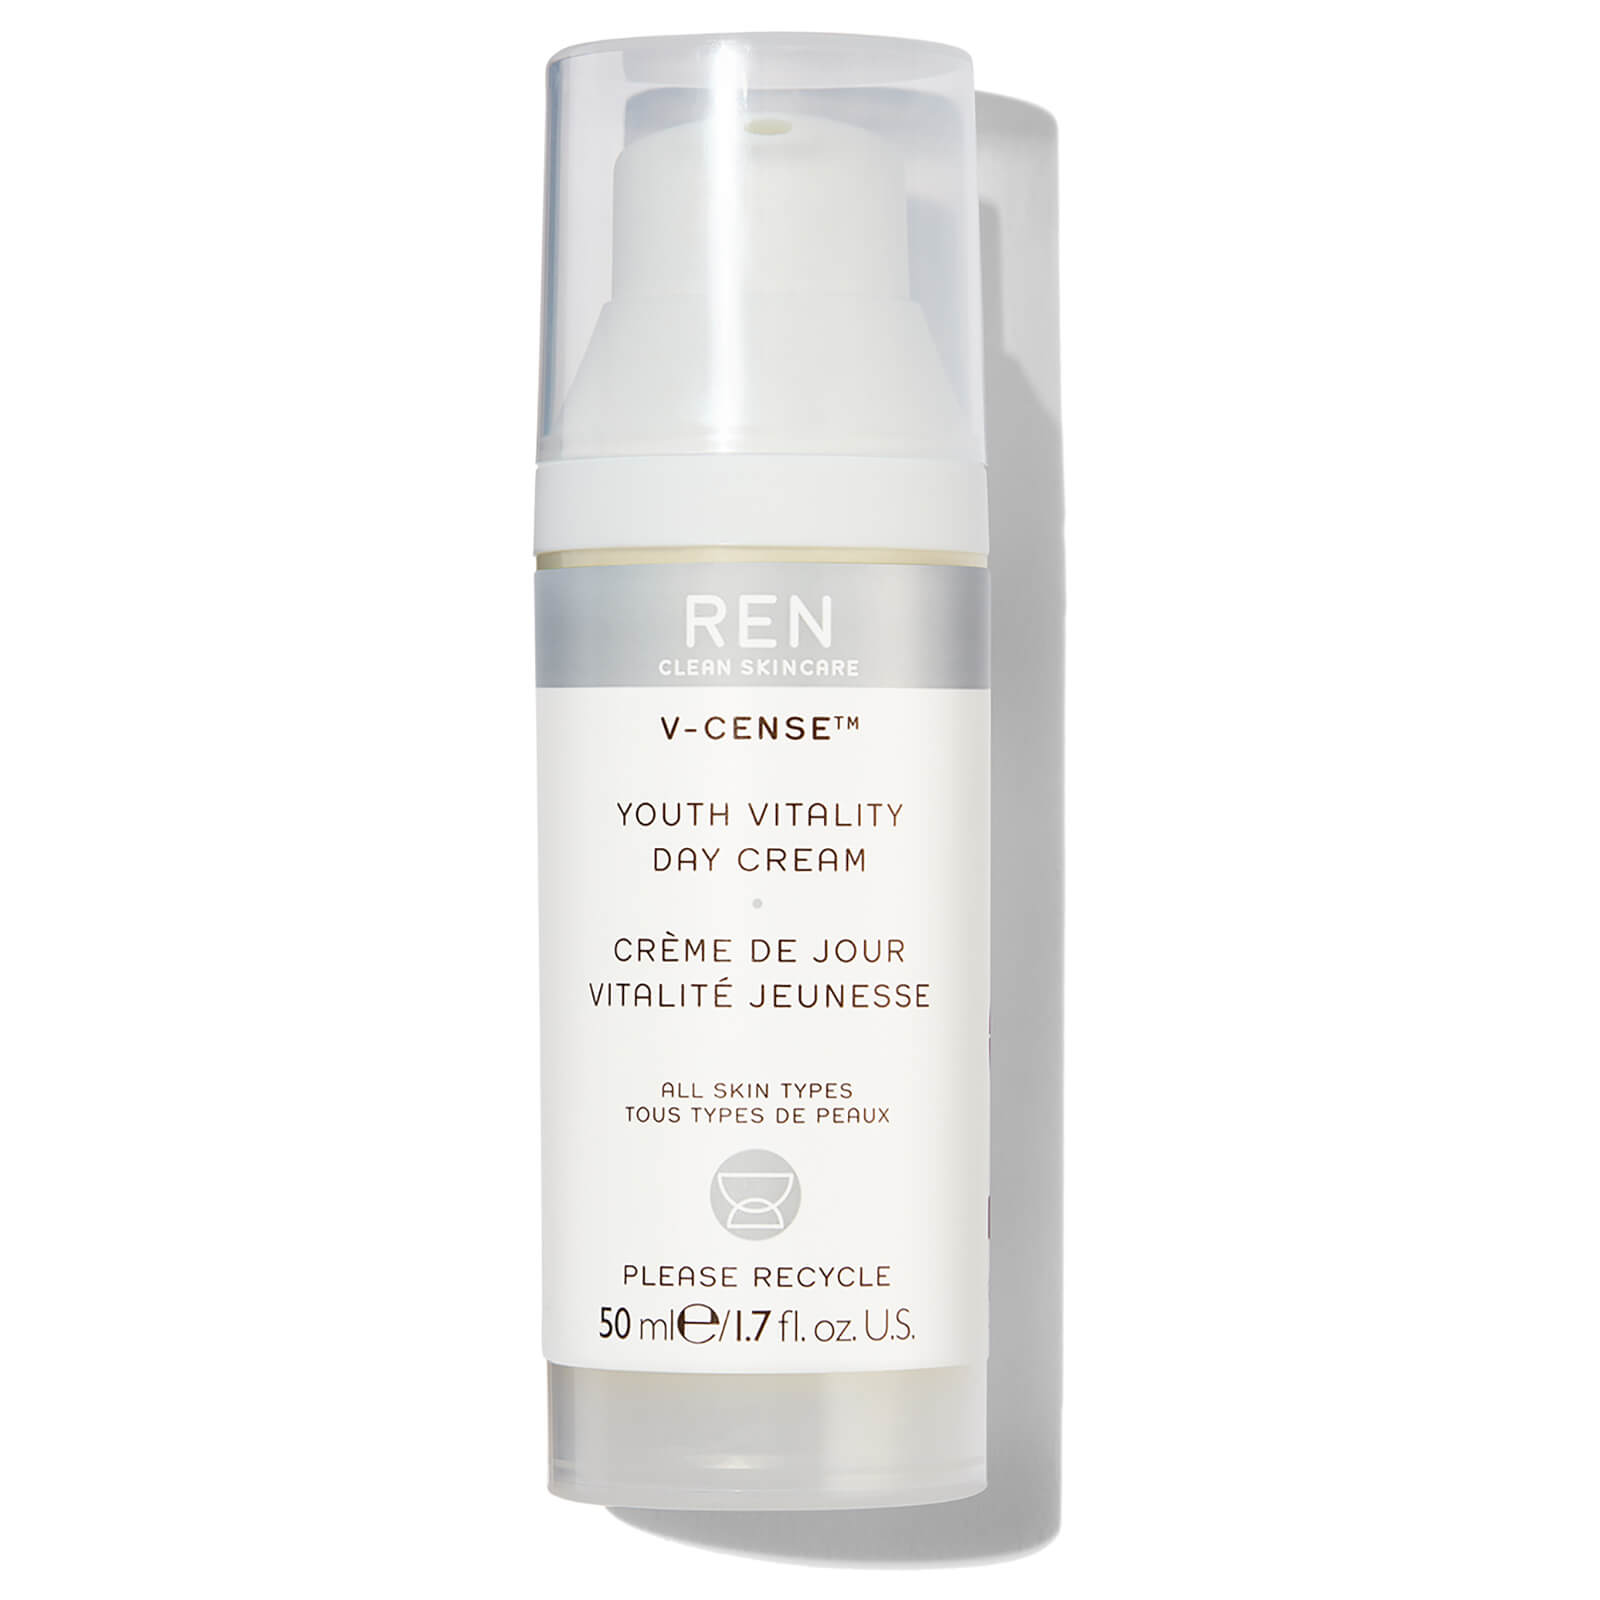 REN
CLEAN SKINCARE
V-CENSE™
YOUTH VITALITY
DAY CREAM
•
CRÈME DE JOUR
VITALITÉ JEUNESSE
ALL SKIN TYPES
TOUS TYPES DE PEAUX
PLEASE RECYCLE
50 ml℮/1.7 fl. oz. U.S.